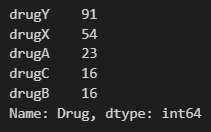 drugY    91
drugX    54
drugA    23
drugC    16
drugB    16
Name: Drug, dtype: int64